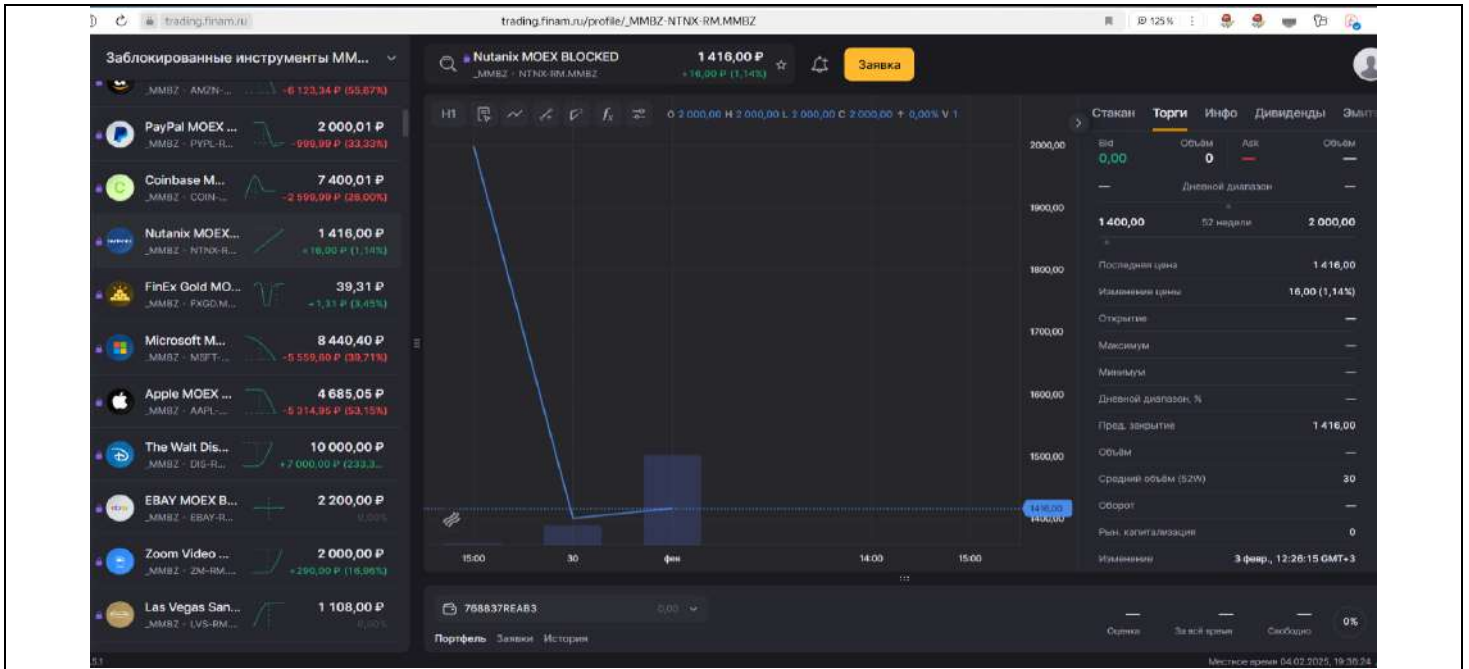 trading.finam.ru
trading.finam.ru/profile/_MMBZ-NTNX-RM.MMBZ
125 %
Заблокированные инструменты MM...
_MMBZ · AMZN-...
-6 123,34 ₽ (55,67%)
PayPal MOEX ...
2 000,01 ₽
_MMBZ · PYPL-R...
-999,99 ₽ (33,33%)
Coinbase M...
7 400,01 ₽
_MMBZ · COIN-...
-2 599,99 ₽ (26,00%)
Nutanix MOEX...
1 416,00 ₽
_MMBZ · NTNX-R...
+16,00 ₽ (1,14%)
FinEx Gold MO...
39,31 ₽
_MMBZ · FXGD.M...
+1,31 ₽ (3,45%)
Microsoft M...
8 440,40 ₽
_MMBZ · MSFT-...
-5 559,60 ₽ (39,71%)
Apple MOEX ...
4 685,05 ₽
_MMBZ · AAPL-...
-5 314,95 ₽ (53,15%)
The Walt Dis...
10 000,00 ₽
_MMBZ · DIS-R...
+7 000,00 ₽ (233,3...
EBAY MOEX B...
2 200,00 ₽
_MMBZ · EBAY-R...
0,00%
Zoom Video ...
2 000,00 ₽
_MMBZ · ZM-RM....
+290,00 ₽ (16,96%)
Las Vegas San...
1 108,00 ₽
_MMBZ · LVS-RM....
0,00%
Nutanix MOEX BLOCKED
_MMBZ · NTNX-RM.MMBZ
1 416,00 ₽
+16,00 ₽ (1,14%)
Заявка
H1
O 2 000,00 H 2 000,00 L 2 000,00 C 2 000,00 ↑ 0,00% V 1
2000,00
1900,00
1800,00
1700,00
1600,00
1500,00
1416,00
1400,00
15:00
30
фев
14:00
15:00
Стакан Торги Инфо Дивиденды
Bid Объём Ask Объём
0,00 0 — —
— Дневной диапазон —
1 400,00 52 недели 2 000,00
Последняя цена 1 416,00
Изменение цены 16,00 (1,14%)
Открытие —
Максимум —
Минимум —
Дневной диапазон, % —
Пред. закрытие 1 416,00
Объём —
Средний объём (52W) 30
Оборот —
Рын. капитализация 0
Изменение 3 февр., 12:26:15 GMT+3
768837REAB3
0,00
Портфель Заявки История
— — —
Оценка За всё время Свободно
0%
Местное время 04.02.2025, 19:30:24